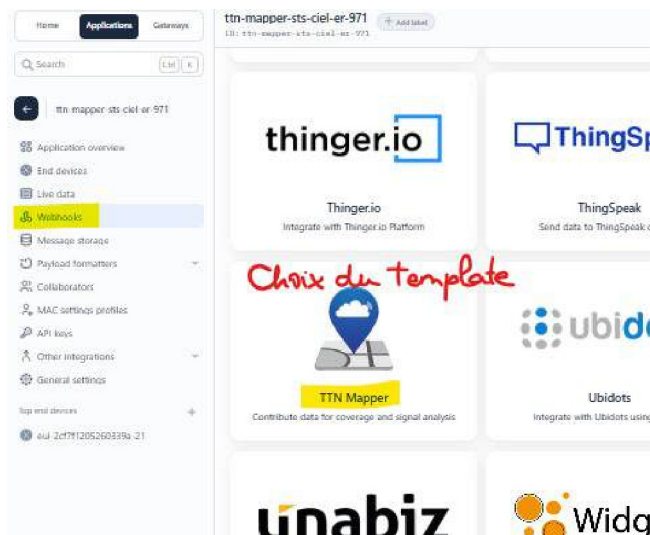 Home Applications Gateways
Search Ctrl K
ttn-mapper-sts-ciel-er-971
Application overview
End devices
Live data
Webhooks
Message storage
Payload formatters
Collaborators
MAC settings profiles
API keys
Other integrations
General settings
Top end devices +
eui-2cf7f1205260339a-21
ttn-mapper-sts-ciel-er-971 + Add label
ID: ttn-mapper-sts-ciel-er-971
thinger.io
Thinger.io
Integrate with Thinger.io Platform
ThingSp
ThingSpeak
Send data to ThingSpeak
Choix du Template
TTN Mapper
Contribute data for coverage and signal analysis
ubid
Ubidots
Integrate with Ubidots using
unabiz
Widg